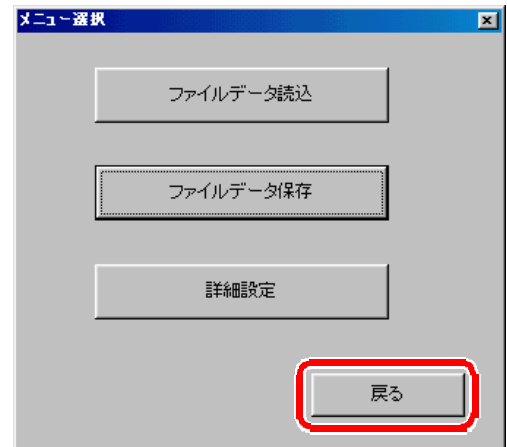 メニュー選択
ファイルデータ読込
ファイルデータ保存
詳細設定
戻る